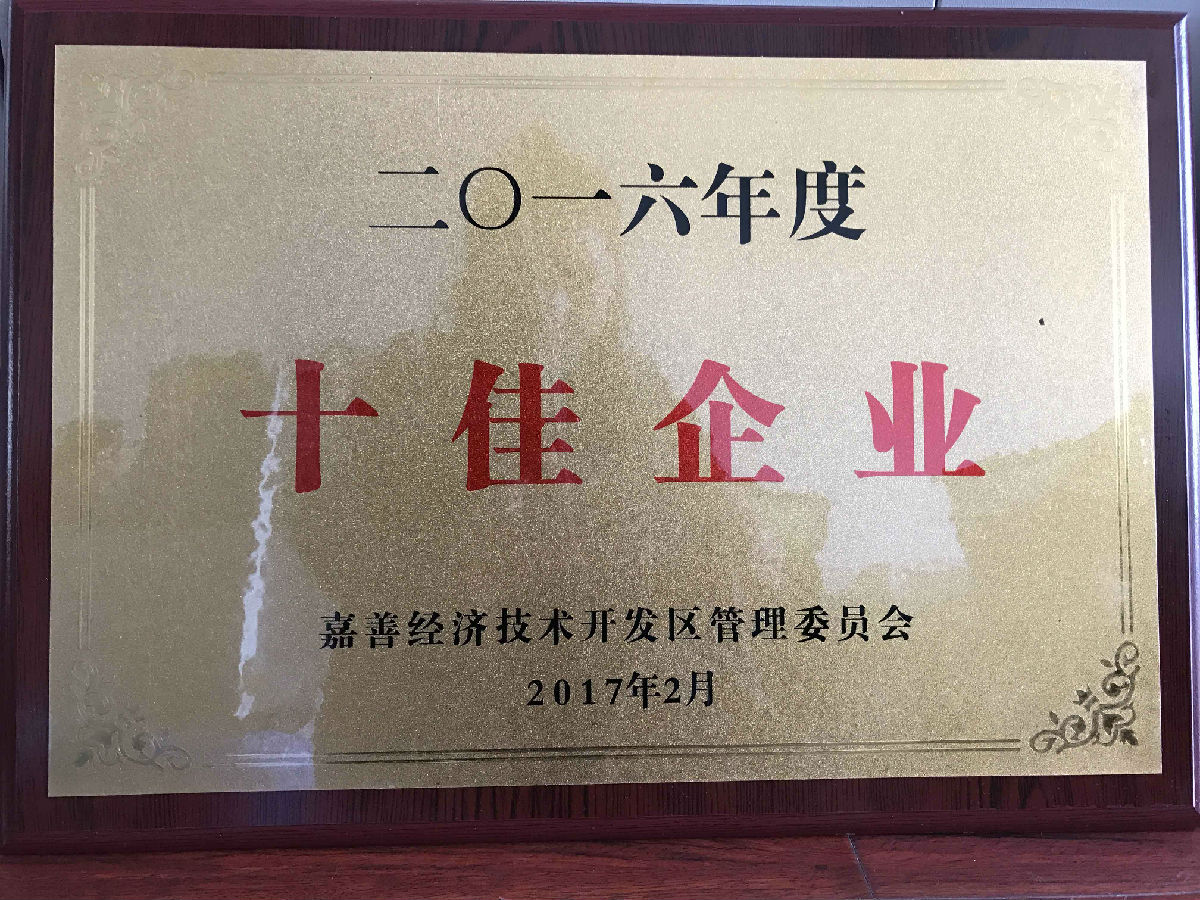 二〇一六年度
十佳企业
嘉善经济技术开发区管理委员会
2017年2月